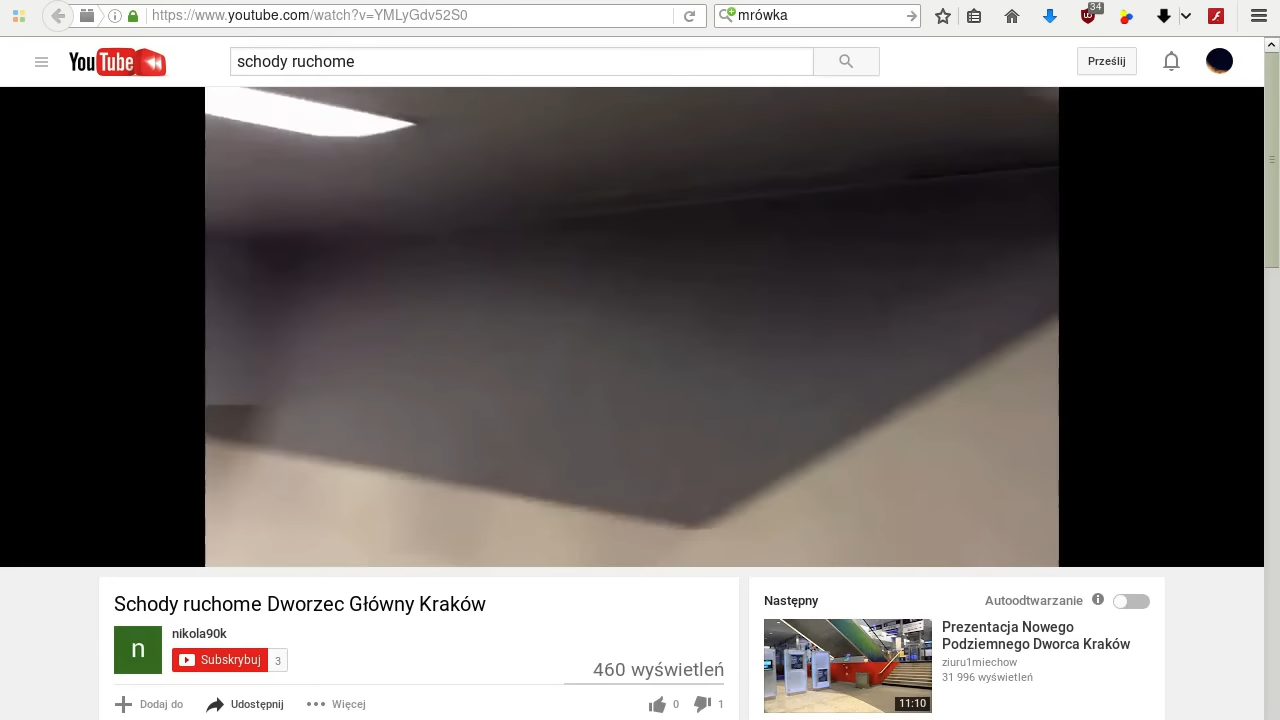 https://www.youtube.com/watch?v=YMLyGdv52S0
mrówka
34
YouTube
schody ruchome
Prześlij
Schody ruchome Dworzec Główny Kraków
n
nikola90k
Subskrybuj 3
460 wyświetleń
Dodaj do
Udostępnij
Więcej
0
1
Następny
Autoodtwarzanie
11:10
Prezentacja Nowego
Podziemnego Dworca Kraków
ziuru1miechow
31 996 wyświetleń